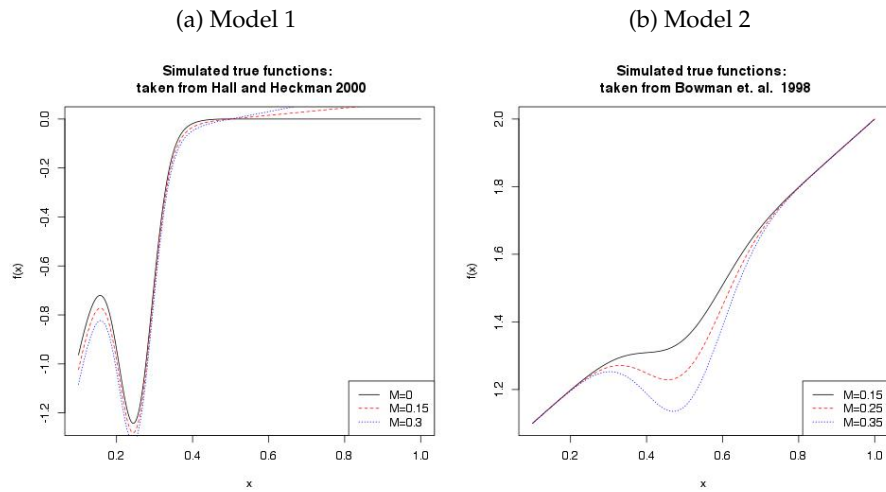 (a) Model 1
Simulated true functions:
taken from Hall and Heckman 2000
f(x)
0.0
-0.2
-0.4
-0.6
-0.8
-1.0
-1.2
0.2
0.4
0.6
0.8
1.0
x
M=0
M=0.15
M=0.3
(b) Model 2
Simulated true functions:
taken from Bowman et. al. 1998
f(x)
2.0
1.8
1.6
1.4
1.2
0.2
0.4
0.6
0.8
1.0
x
M=0.15
M=0.25
M=0.35